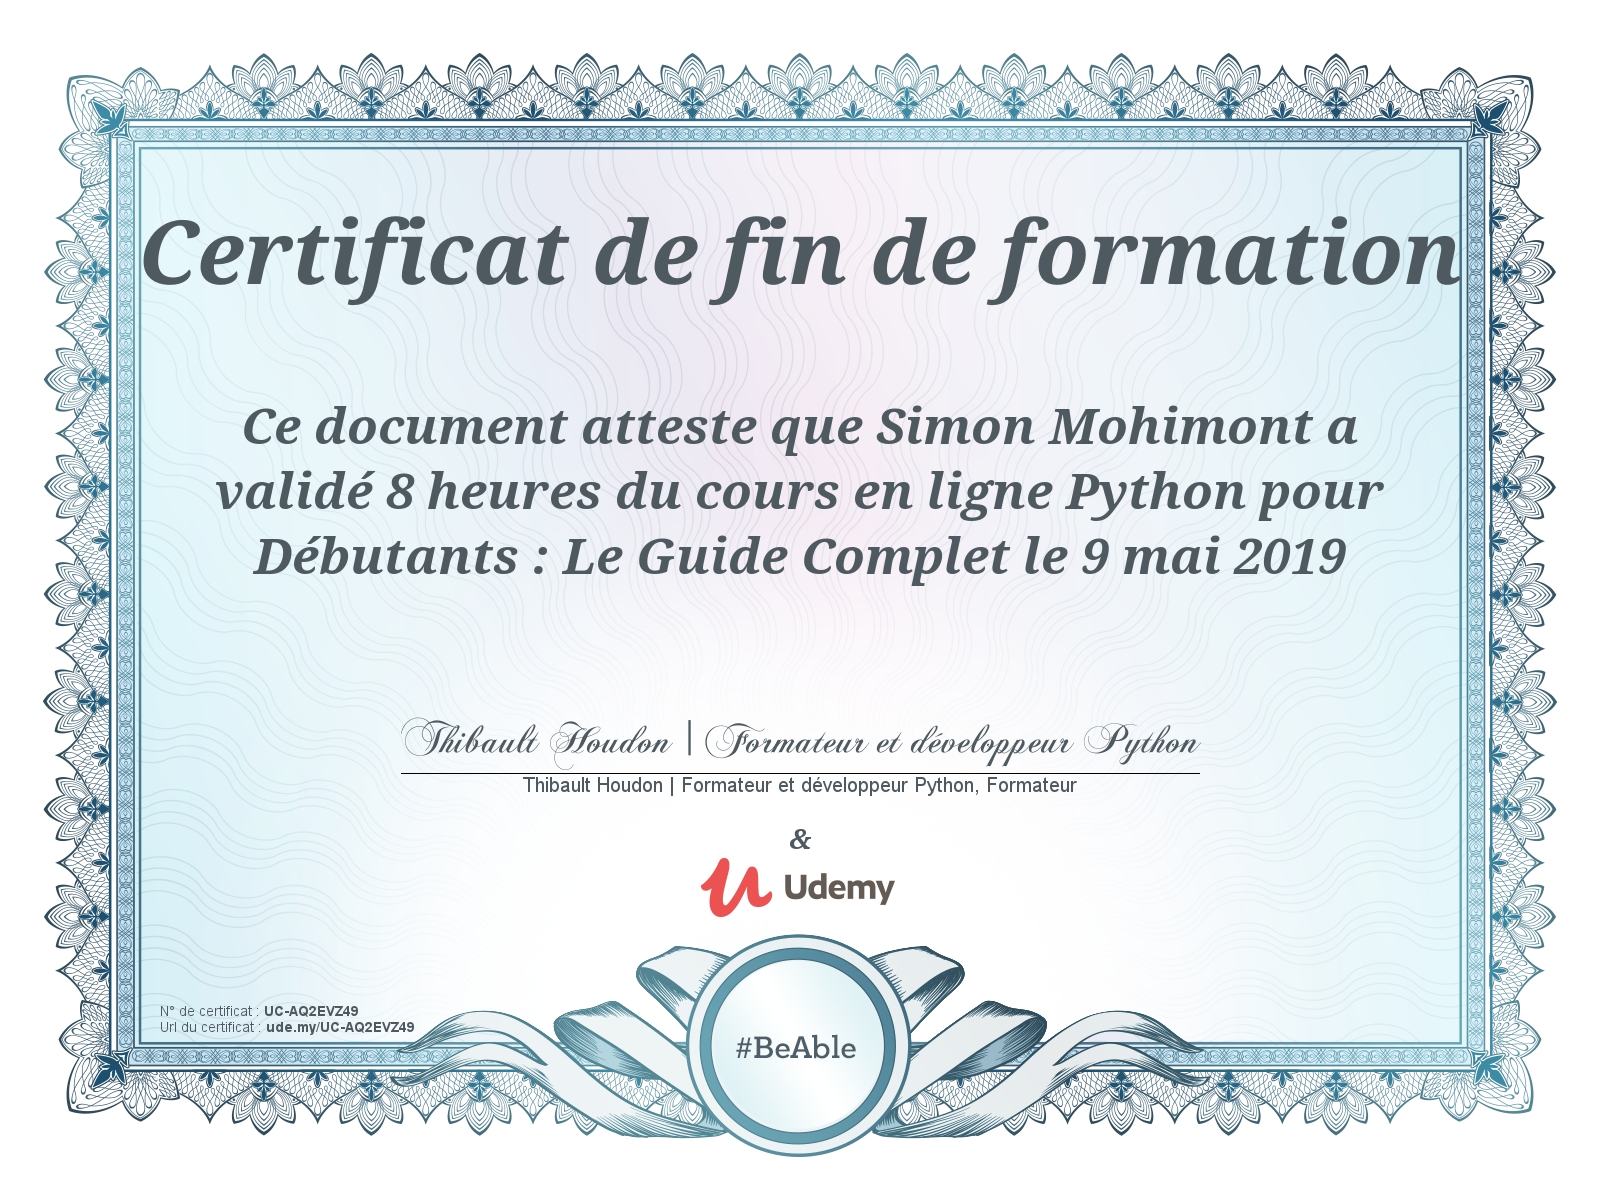 Certificat de fin de formation
Ce document atteste que Simon Mohimont a
validé 8 heures du cours en ligne Python pour
Débutants : Le Guide Complet le 9 mai 2019
Thibault Houdon | Formateur et développeur Python
Thibault Houdon | Formateur et développeur Python, Formateur
&
Udemy
#BeAble
N° de certificat : UC-AQ2EVZ49
Url du certificat : ude.my/UC-AQ2EVZ49